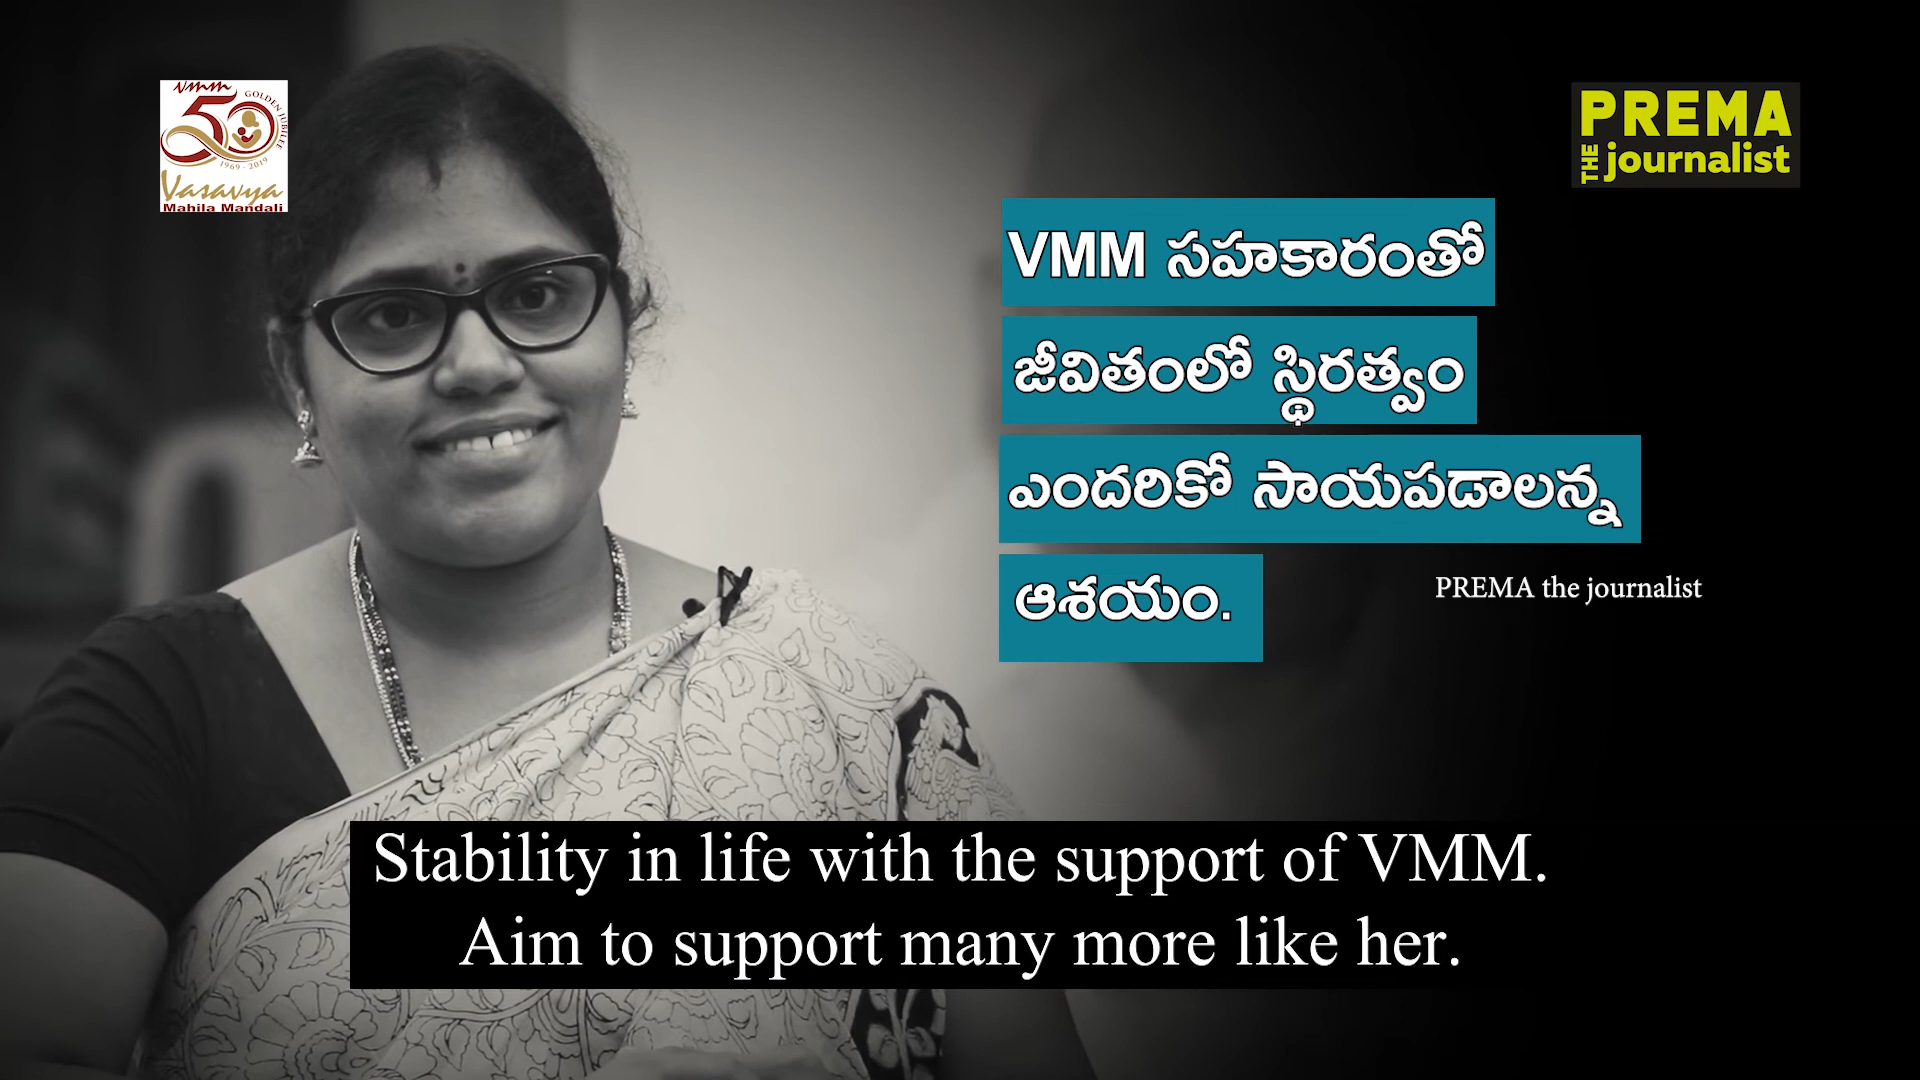 vmm
50
GOLDEN JUBILEE
1969 - 2019
Vasavya
Mahila Mandali
PREMA
THE journalist
VMM సహకారంతో
జీవితంలో స్థిరత్వం
ఎందరికో సాయపడాలన్న
ఆశయం.
PREMA the journalist
Stability in life with the support of VMM.
Aim to support many more like her.